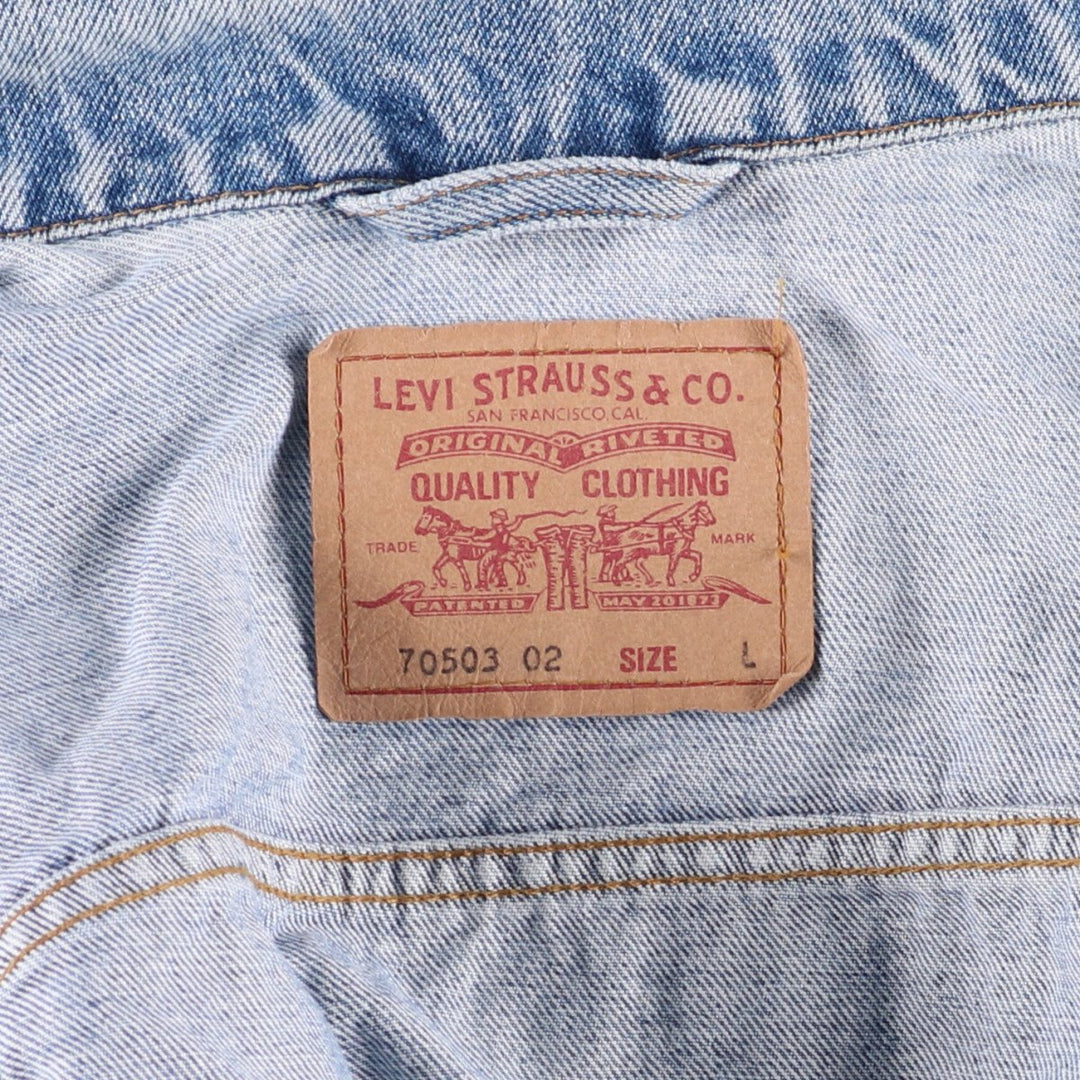 LEVI STRAUSS & CO.
SAN FRANCISCO, CAL.
ORIGINAL RIVETED
QUALITY CLOTHING
TRADE MARK
PATENTED MAY 20 1873
70503 02 SIZE L